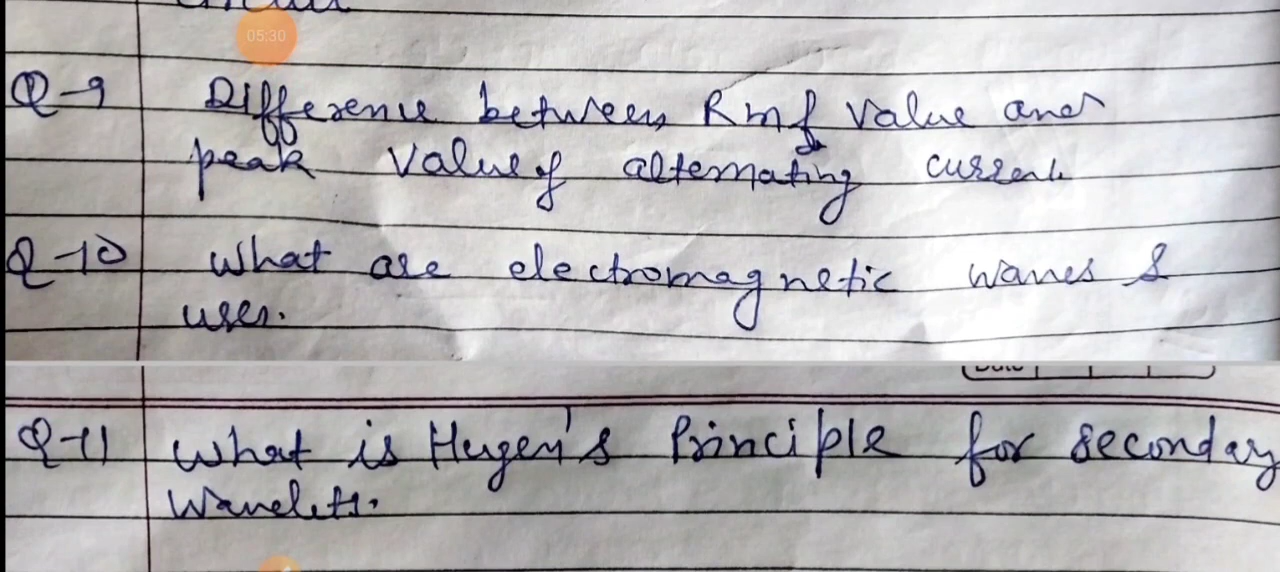 05:30
Q-9 Difference between Rmf Value and
peak Value of alternating current
Q-10 What are electromagnetic waves &
uses.
Q-11 What is Hugen's Principle for seconday
Wavelets.